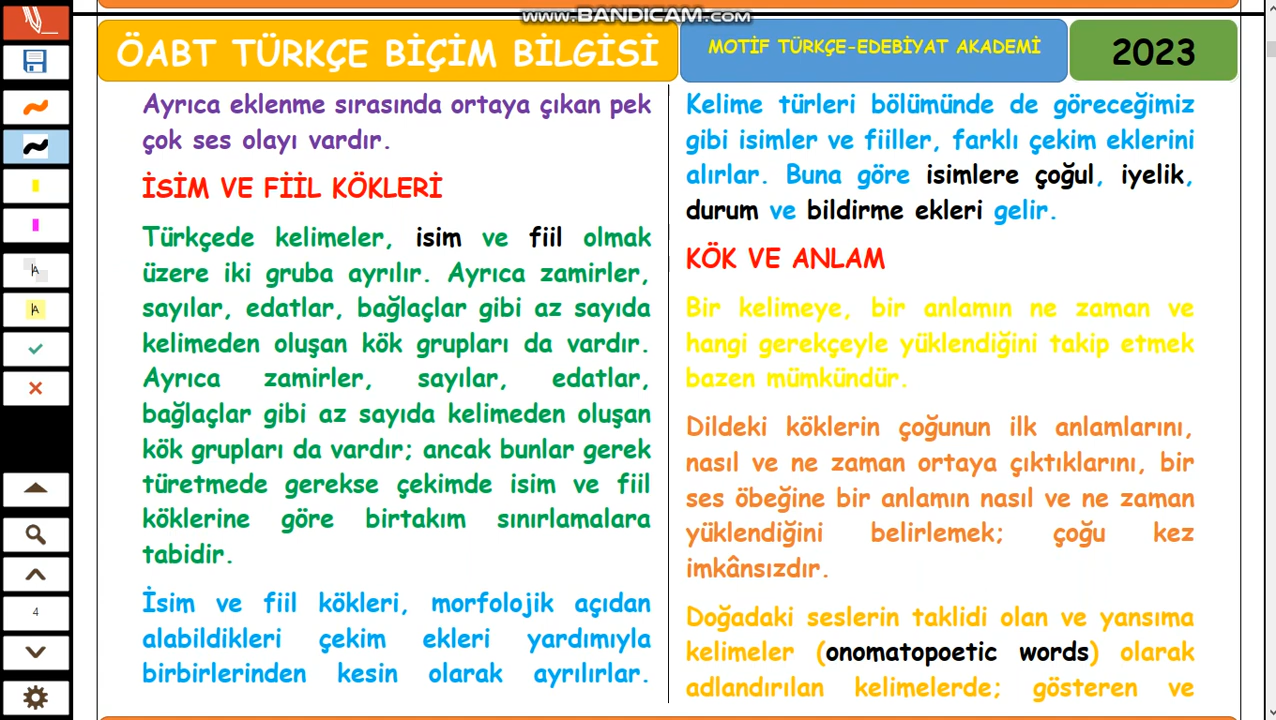 www.BANDICAM.com
ÖABT TÜRKÇE BİÇİM BİLGİSİ
MOTİF TÜRKÇE-EDEBİYAT AKADEMİ
2023
Ayrıca eklenme sırasında ortaya çıkan pek
çok ses olayı vardır.
İSİM VE FİİL KÖKLERİ
Türkçede kelimeler, isim ve fiil olmak
üzere iki gruba ayrılır. Ayrıca zamirler,
sayılar, edatlar, bağlaçlar gibi az sayıda
kelimeden oluşan kök grupları da vardır.
Ayrıca zamirler, sayılar, edatlar,
bağlaçlar gibi az sayıda kelimeden oluşan
kök grupları da vardır; ancak bunlar gerek
türetmede gerekse çekimde isim ve fiil
köklerine göre birtakım sınırlamalara
tabidir.
İsim ve fiil kökleri, morfolojik açıdan
alabildikleri çekim ekleri yardımıyla
birbirlerinden kesin olarak ayrılırlar.
Kelime türleri bölümünde de göreceğimiz
gibi isimler ve fiiller, farklı çekim eklerini
alırlar. Buna göre isimlere çoğul, iyelik,
durum ve bildirme ekleri gelir.
KÖK VE ANLAM
Bir kelimeye, bir anlamın ne zaman ve
hangi gerekçeyle yüklendiğini takip etmek
bazen mümkündür.
Dildeki köklerin çoğunun ilk anlamlarını,
nasıl ve ne zaman ortaya çıktıklarını, bir
ses öbeğine bir anlamın nasıl ve ne zaman
yüklendiğini belirlemek; çoğu kez
imkânsızdır.
Doğadaki seslerin taklidi olan ve yansıma
kelimeler (onomatopoetic words) olarak
adlandırılan kelimelerde; gösteren ve
A
A
4